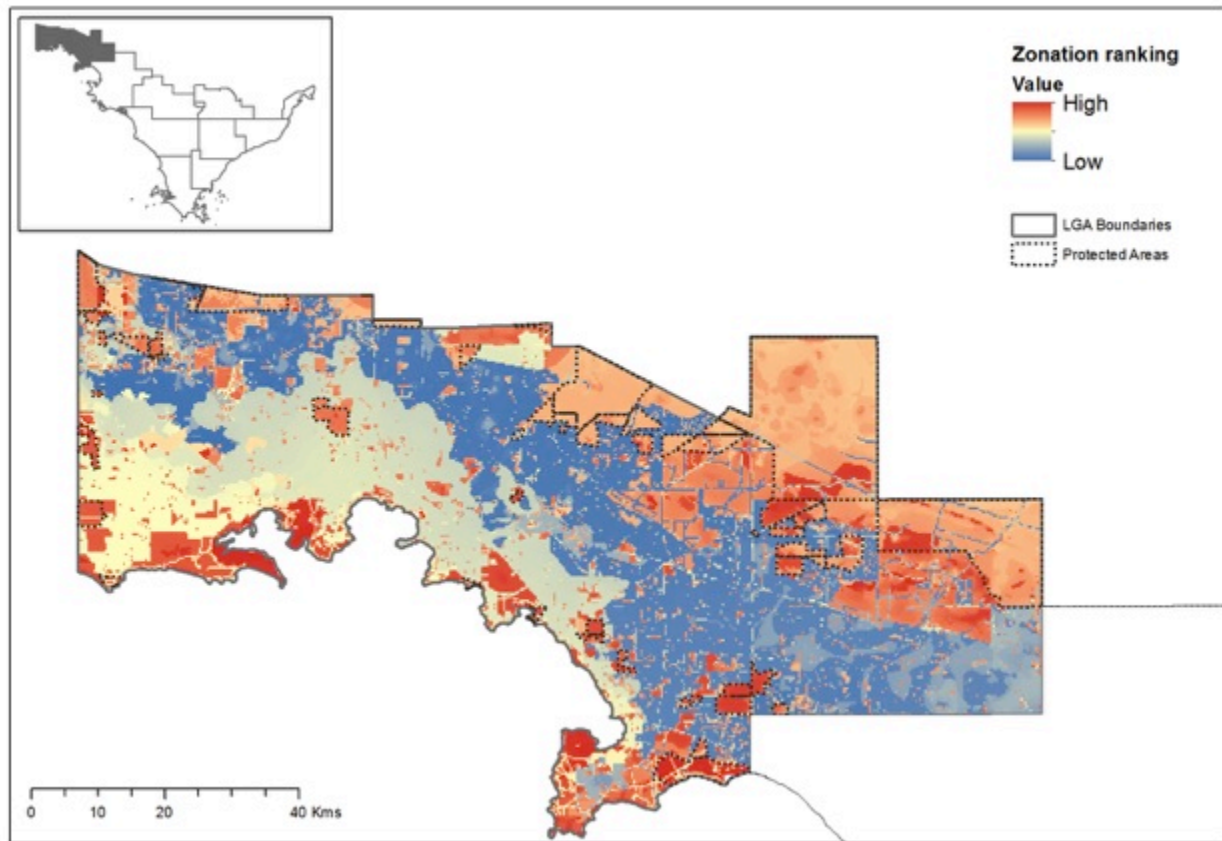 Zonation ranking
Value
High
Low
LGA Boundaries
Protected Areas
0 10 20 40 Kms